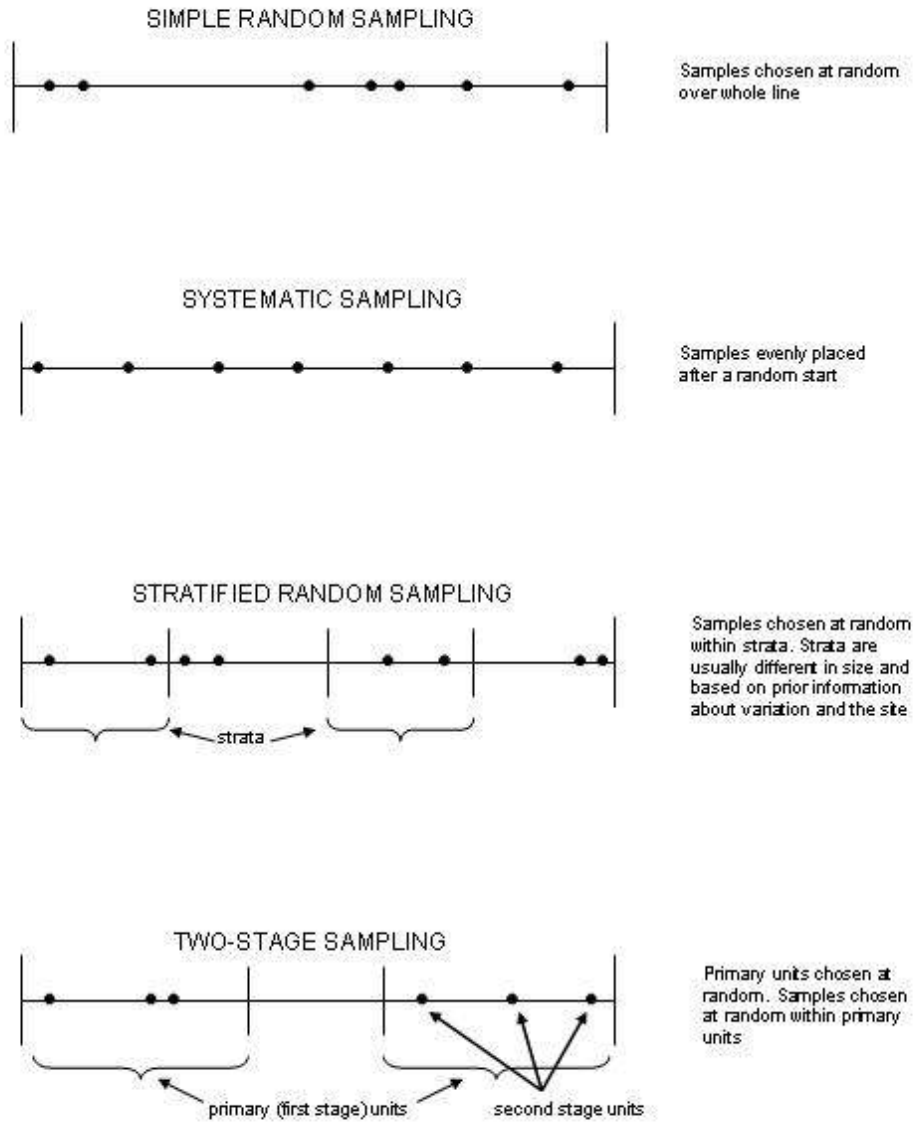 SIMPLE RANDOM SAMPLING
Samples chosen at random
over whole line
SYSTEMATIC SAMPLING
Samples evenly placed
after a random start
STRATIFIED RANDOM SAMPLING
Samples chosen at random
within strata. Strata are
usually different in size and
based on prior information
about variation and the site
strata
TWO-STAGE SAMPLING
Primary units chosen at
random. Samples chosen
at random within primary
units
primary (first stage) units
second stage units